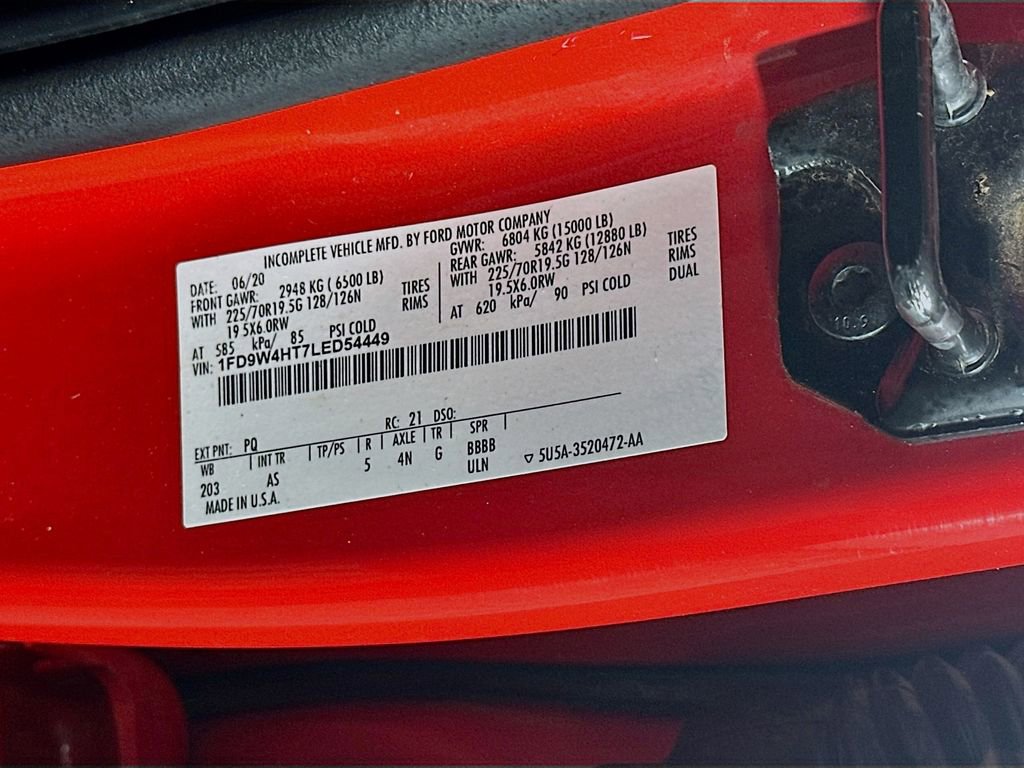 INCOMPLETE VEHICLE MFD. BY FORD MOTOR COMPANY
DATE: 06/20 GVWR: 6804 KG (15000 LB)
FRONT GAWR: 2948 KG ( 6500 LB) REAR GAWR: 5842 KG (12880 LB)
WITH 225/70R19.5G 128/126N TIRES WITH 225/70R19.5G 128/126N TIRES
19.5X6.0RW RIMS 19.5X6.0RW RIMS
AT 585 kPa/ 85 PSI COLD AT 620 kPa/ 90 PSI COLD DUAL
VIN: 1FD9W4HT7LED54449
RC: 21 DSO:
EXT PNT: PQ
WB INT TR TP/PS R AXLE TR SPR
203 AS 5 4N G BBBB
ULN
MADE IN U.S.A. 5U5A-3520472-AA
10.9